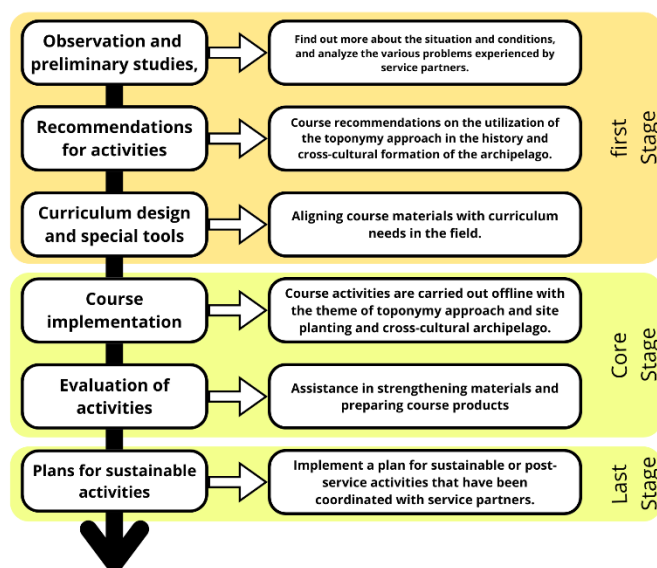 Observation and
preliminary studies,
Find out more about the situation and conditions,
and analyze the various problems experienced by
service partners.
Recommendations
for activities
Course recommendations on the utilization of
the toponymy approach in the history and
cross-cultural formation of the archipelago.
Curriculum design
and special tools
Aligning course materials with curriculum
needs in the field.
first
Stage
Course
implementation
Course activities are carried out offline with
the theme of toponymy approach and site
planting and cross-cultural archipelago.
Evaluation of
activities
Assistance in strengthening materials and
preparing course products
Core
Stage
Plans for sustainable
activities
Implement a plan for sustainable or post-
service activities that have been
coordinated with service partners.
Last
Stage